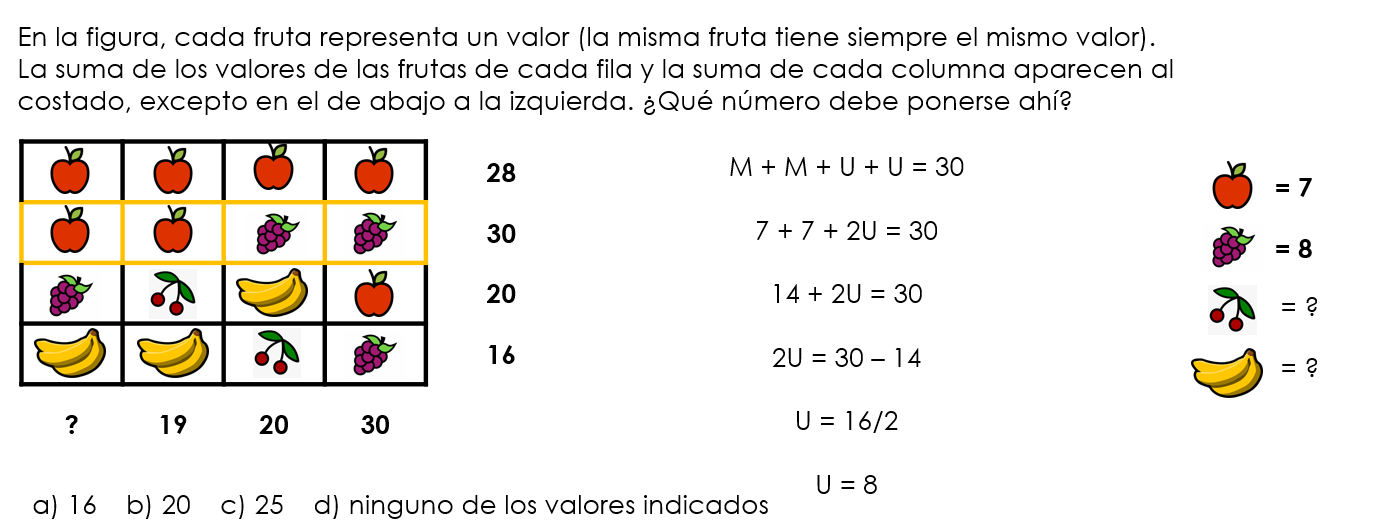 En la figura, cada fruta representa un valor (la misma fruta tiene siempre el mismo valor).
La suma de los valores de las frutas de cada fila y la suma de cada columna aparecen al
costado, excepto en el de abajo a la izquierda. ¿Qué número debe ponerse ahí?
28
30
20
16
? 19 20 30
M + M + U + U = 30
7 + 7 + 2U = 30
14 + 2U = 30
2U = 30 – 14
U = 16/2
U = 8
= 7
= 8
= ?
= ?
a) 16 b) 20 c) 25 d) ninguno de los valores indicados